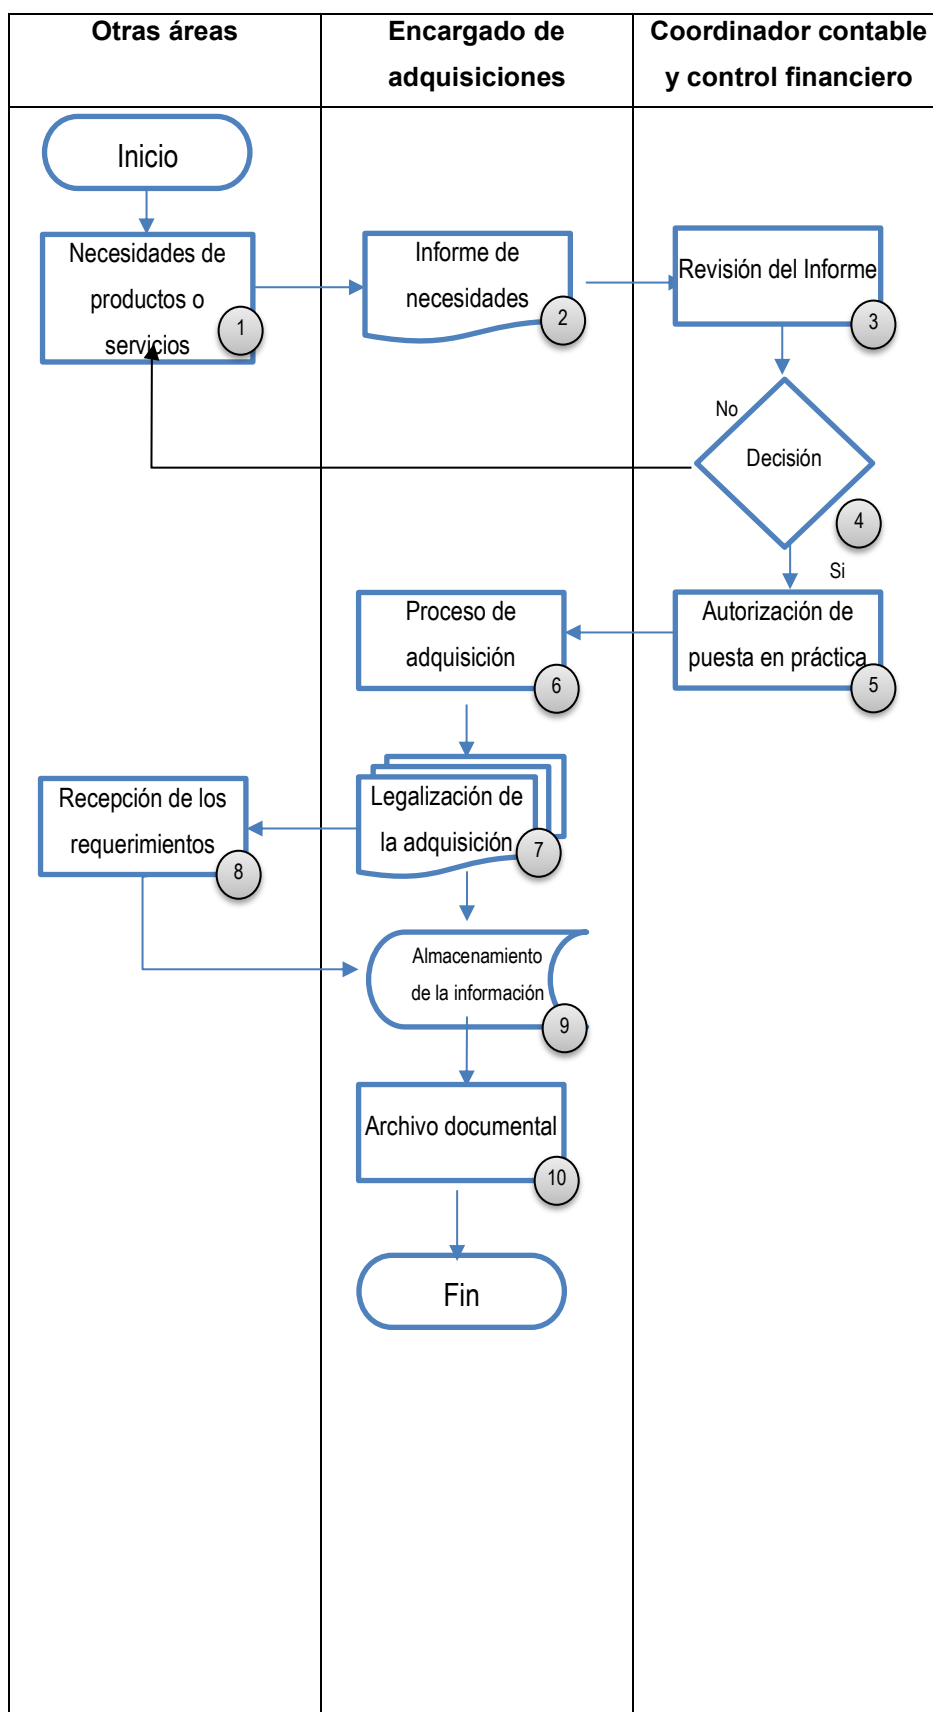 Otras áreas
Encargado de
adquisiciones
Coordinador contable
y control financiero
Inicio
Necesidades de
productos o
servicios
1
Informe de
necesidades
2
Revisión del Informe
3
No
Decisión
4
Si
Autorización de
puesta en práctica
5
Proceso de
adquisición
6
Legalización de
la adquisición
7
Recepción de los
requerimientos
8
Almacenamiento
de la información
9
Archivo documental
10
Fin